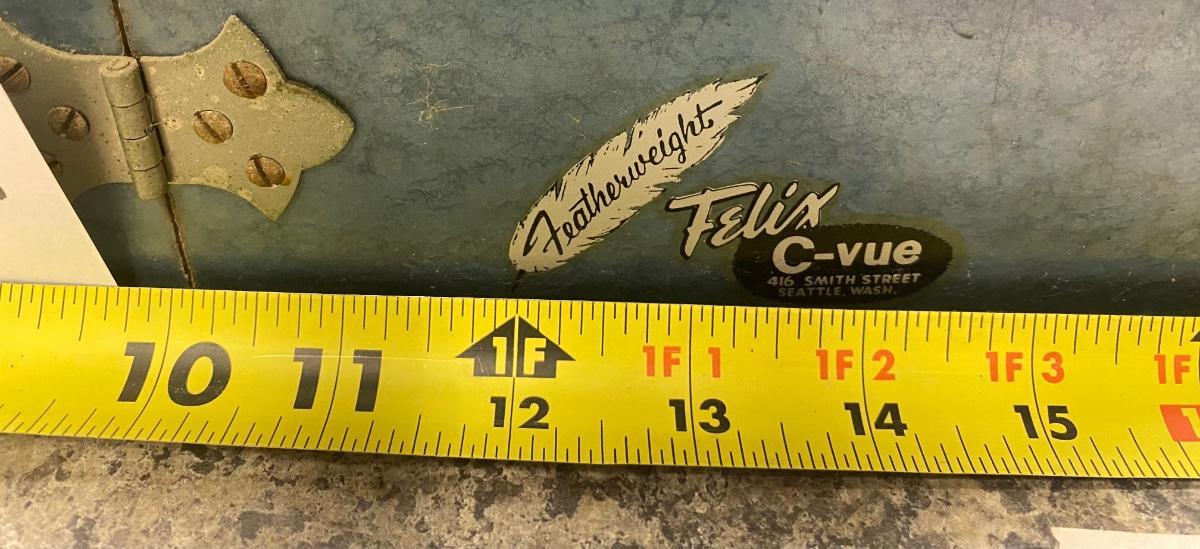 Featherweight
Felix
C-vue
416 SMITH STREET
SEATTLE, WASH.
10 11 1F 1F 1 1F 2 1F 3 1F
12 13 14 15 1